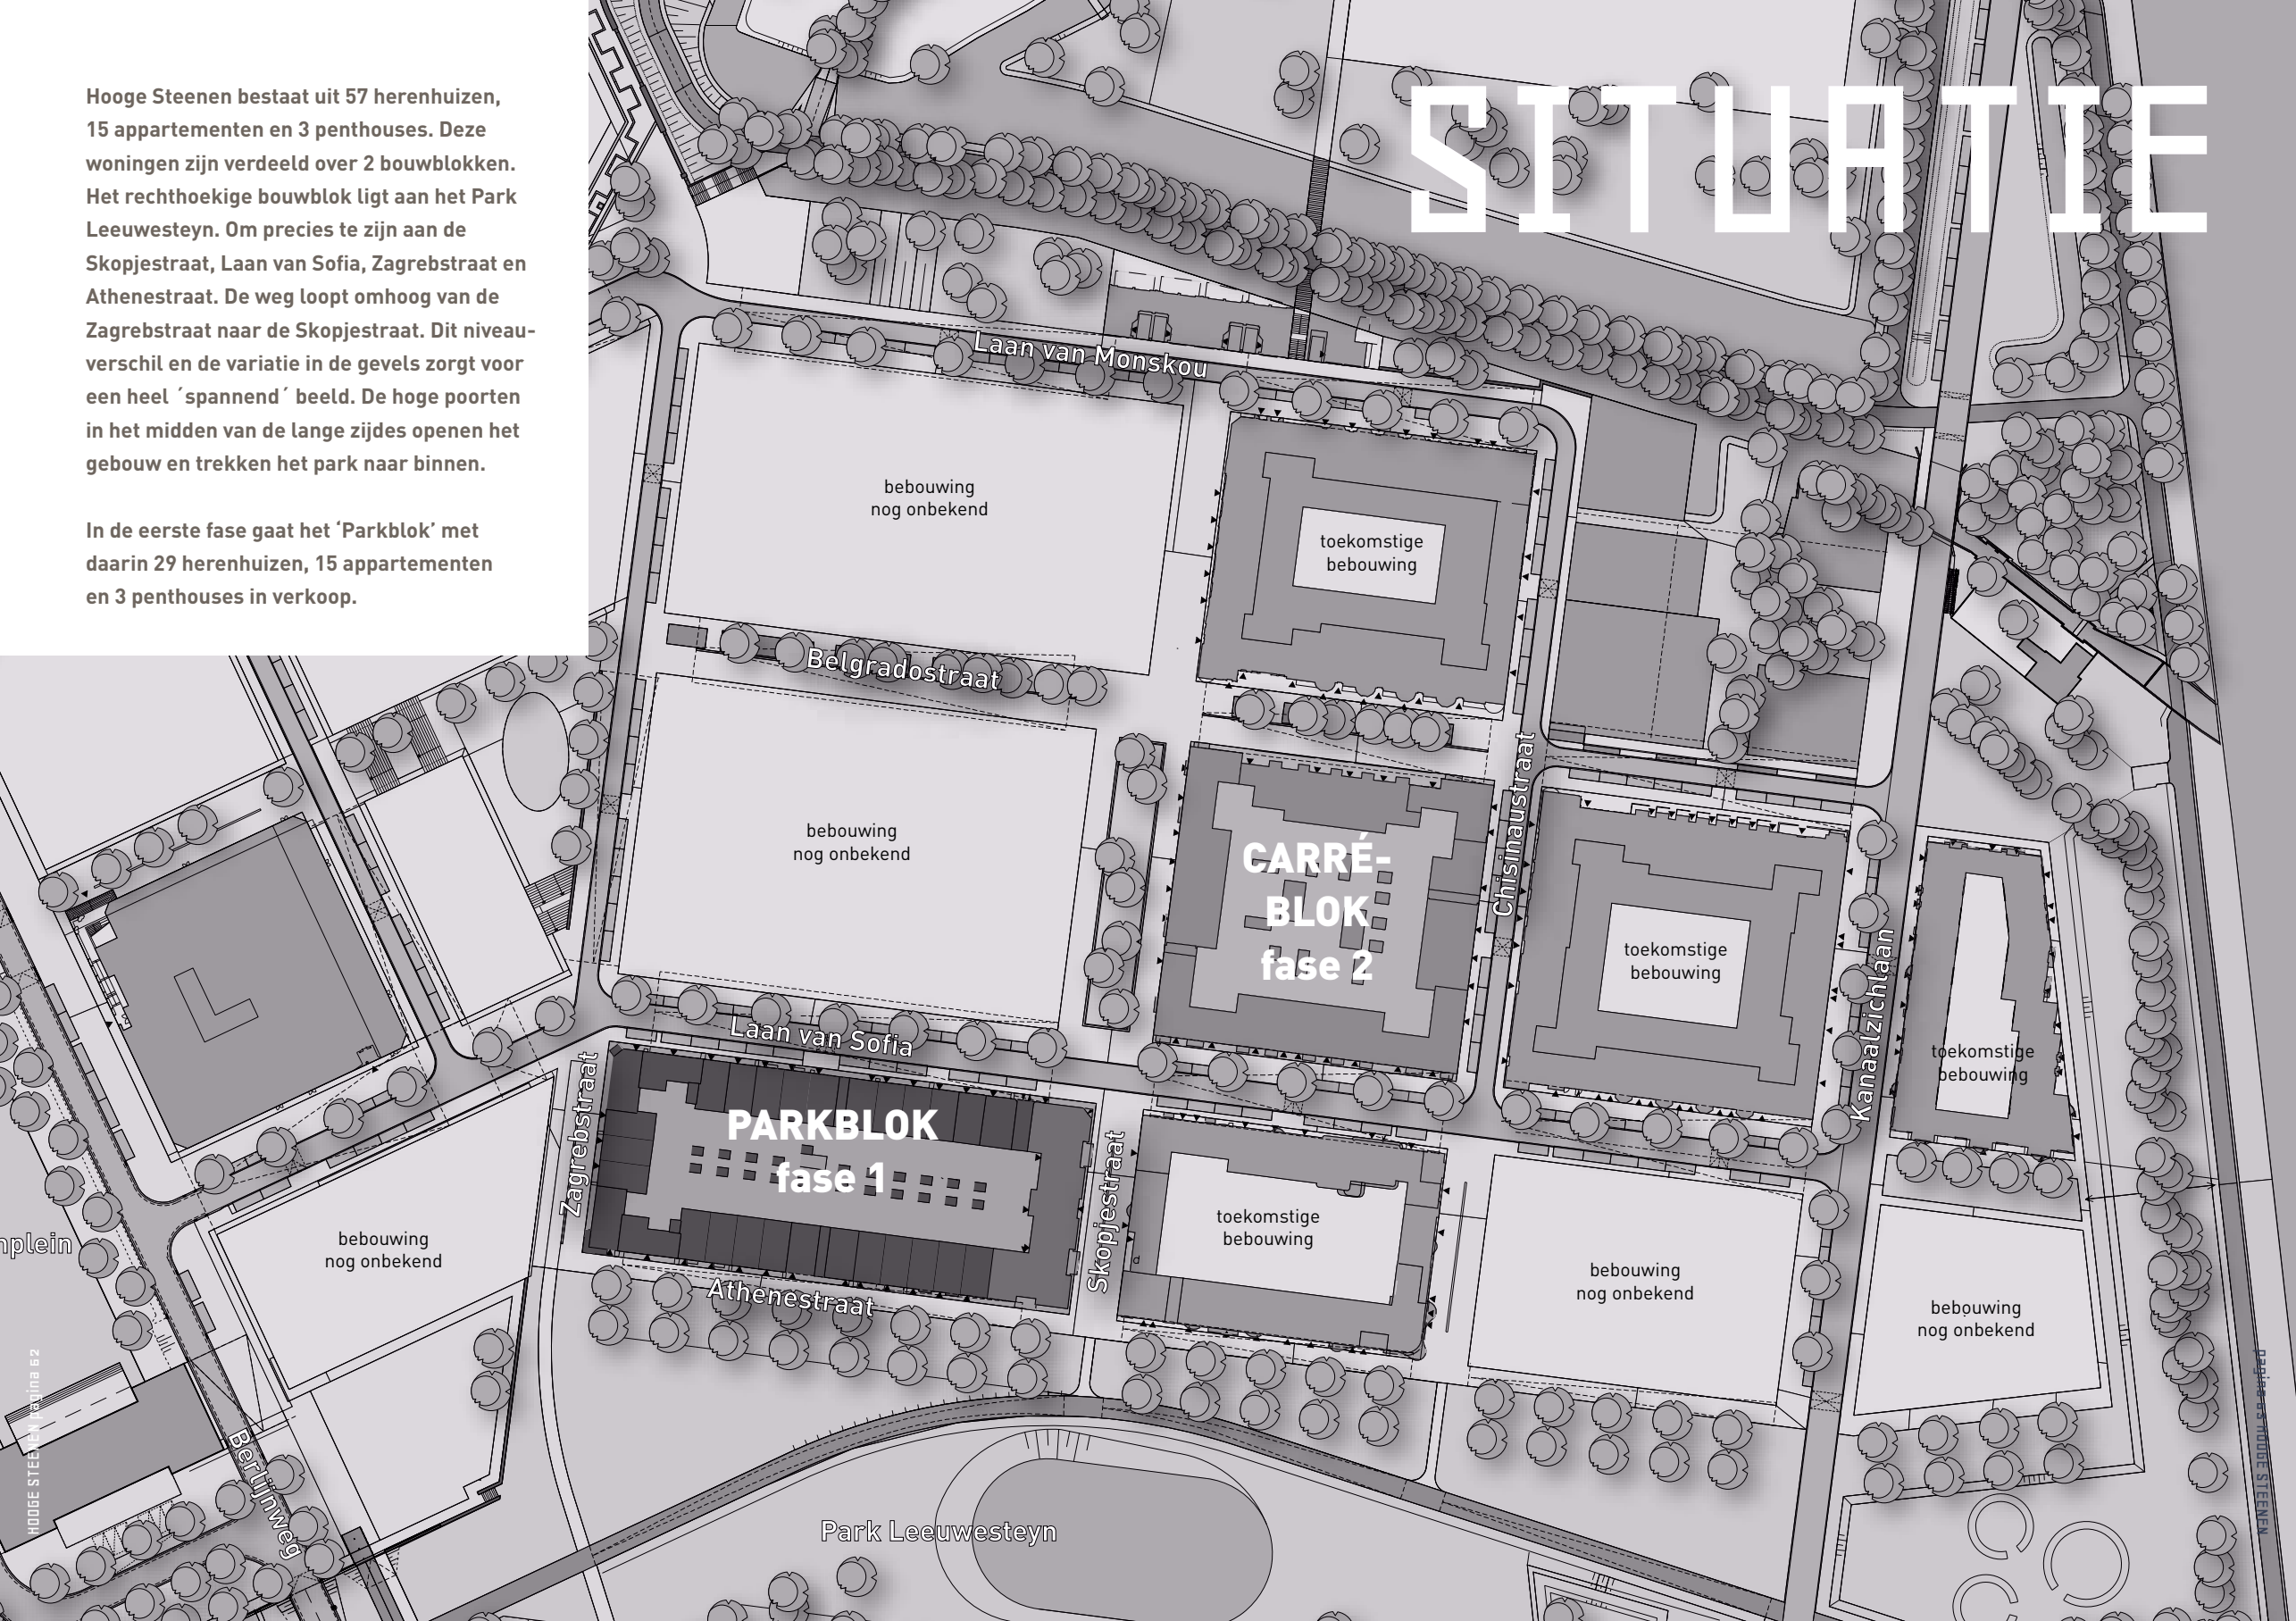 Hooge Steenen bestaat uit 57 herenhuizen,
15 appartementen en 3 penthouses. Deze
woningen zijn verdeeld over 2 bouwblokken.
Het rechthoekige bouwblok ligt aan het Park
Leeuwesteyn. Om precies te zijn aan de
Skopjestraat, Laan van Sofia, Zagrebstraat en
Athenestraat. De weg loopt omhoog van de
Zagrebstraat naar de Skopjestraat. Dit niveau-
verschil en de variatie in de gevels zorgt voor
een heel ´spannend´ beeld. De hoge poorten
in het midden van de lange zijdes openen het
gebouw en trekken het park naar binnen.
In de eerste fase gaat het ‘Parkblok’ met
daarin 29 herenhuizen, 15 appartementen
en 3 penthouses in verkoop.
SITUATIE
Laan van Monskou
bebouwing
nog onbekend
toekomstige
bebouwing
Belgradostraat
bebouwing
nog onbekend
CARRÉ-
BLOK
fase 2
Chisinaustraat
toekomstige
bebouwing
Kanaalzichlaan
toekomstige
bebouwing
Laan van Sofia
Zagrebstraat
PARKBLOK
fase 1
Skopjestraat
toekomstige
bebouwing
bebouwing
nog onbekend
bebouwing
nog onbekend
bebouwing
nog onbekend
nplein
Athenestraat
Berlijnweg
Park Leeuwesteyn
HOOGE STEENEN pagina 62
HOOGE STEENEN